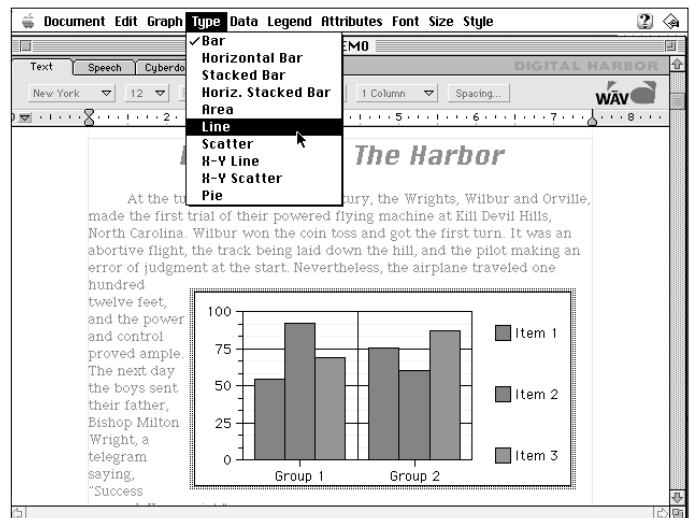 Document Edit Graph Type Data Legend Attributes Font Size Style
✓Bar
Horizontal Bar
Stacked Bar
Horiz. Stacked Bar
Area
Line
Scatter
X-Y Line
X-Y Scatter
Pie
EMO
Text Speech Cyberdo DIGITAL HARBOR
New York 12 1 Column Spacing... WAV
2 5 6 7 8
The Harbor
At the tu ury, the Wrights, Wilbur and Orville,
made the first trial of their powered flying machine at Kill Devil Hills,
North Carolina. Wilbur won the coin toss and got the first turn. It was an
abortive flight, the track being laid down the hill, and the pilot making an
error of judgment at the start. Nevertheless, the airplane traveled one
hundred
twelve feet,
and the power
and control
proved ample.
The next day
the boys sent
their father,
Bishop Milton
Wright, a
telegram
saying,
"Success
100
75
50
25
0
Group 1 Group 2
Item 1
Item 2
Item 3